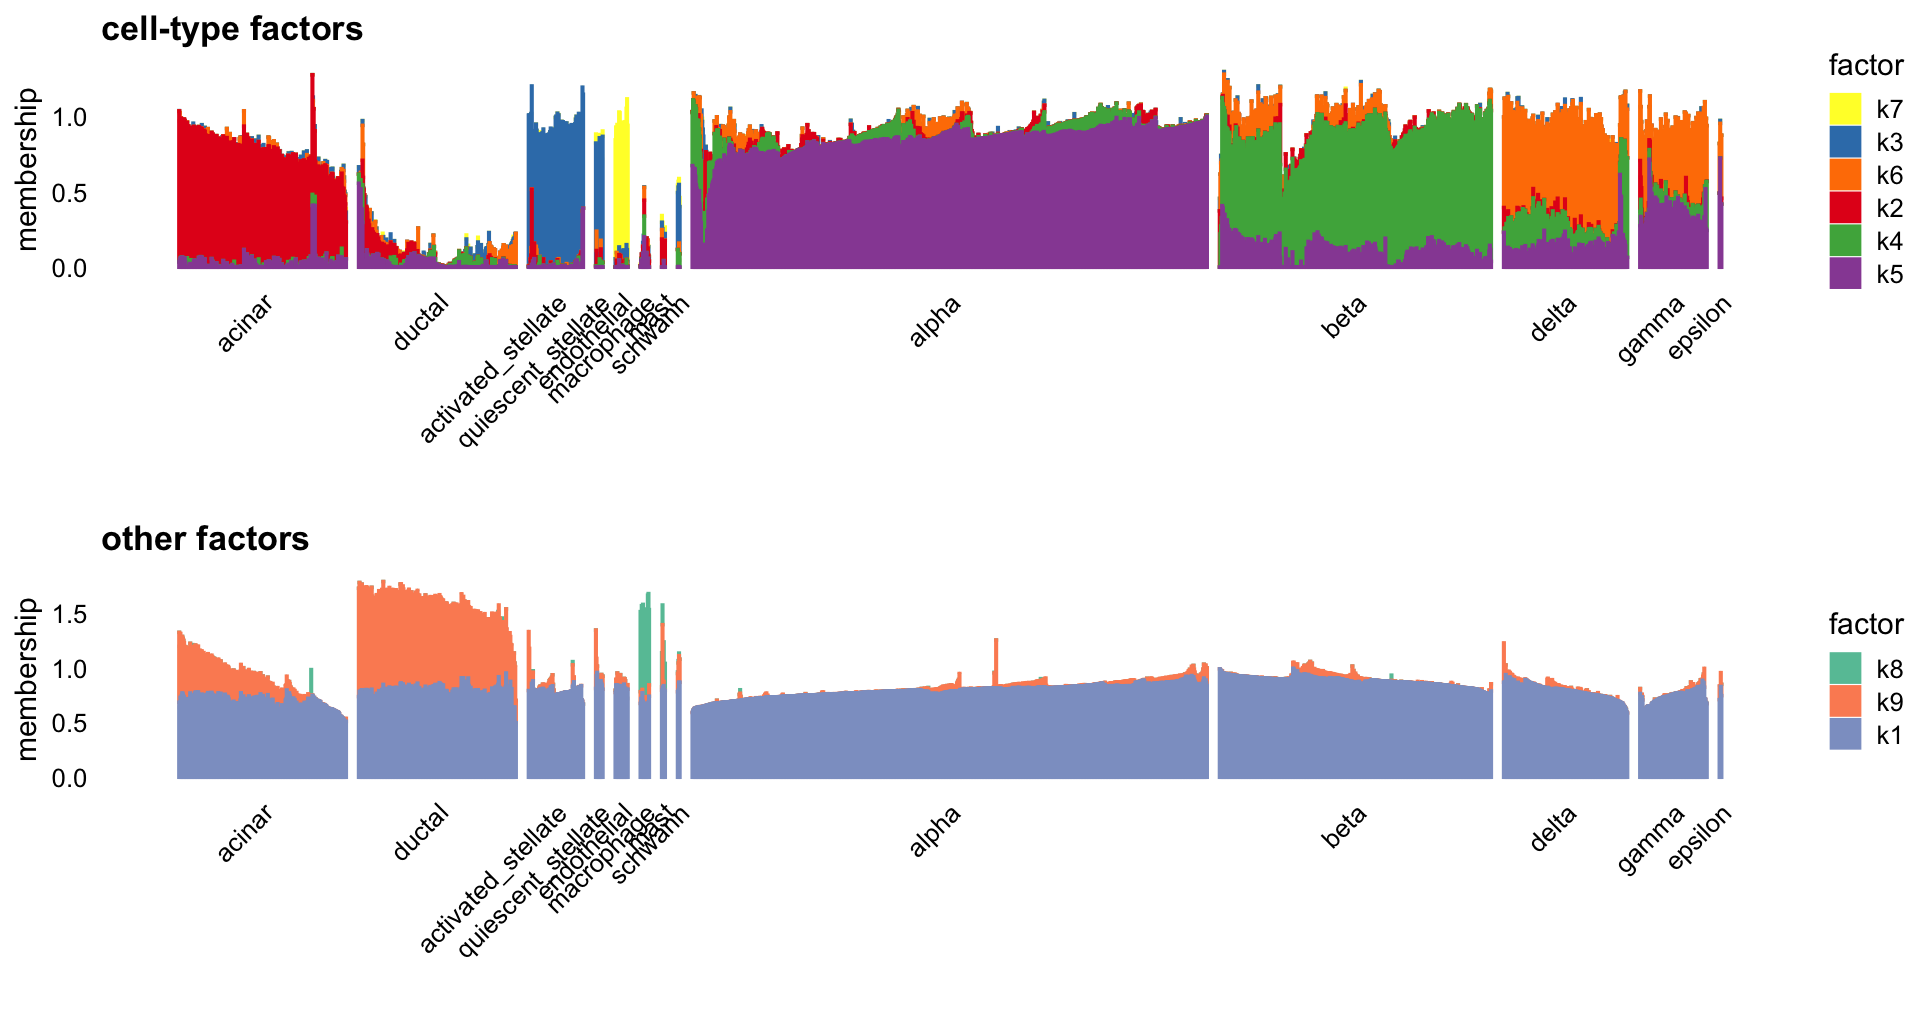 cell-type factors
membership
1.0
0.5
0.0
acinar
ductal
activated_stellate
quiescent_stellate
endothelial
macrophage
mast
schwann
alpha
beta
delta
gamma
epsilon
factor
k7
k3
k6
k2
k4
k5
other factors
membership
1.5
1.0
0.5
0.0
acinar
ductal
activated_stellate
quiescent_stellate
endothelial
macrophage
mast
schwann
alpha
beta
delta
gamma
epsilon
factor
k8
k9
k1